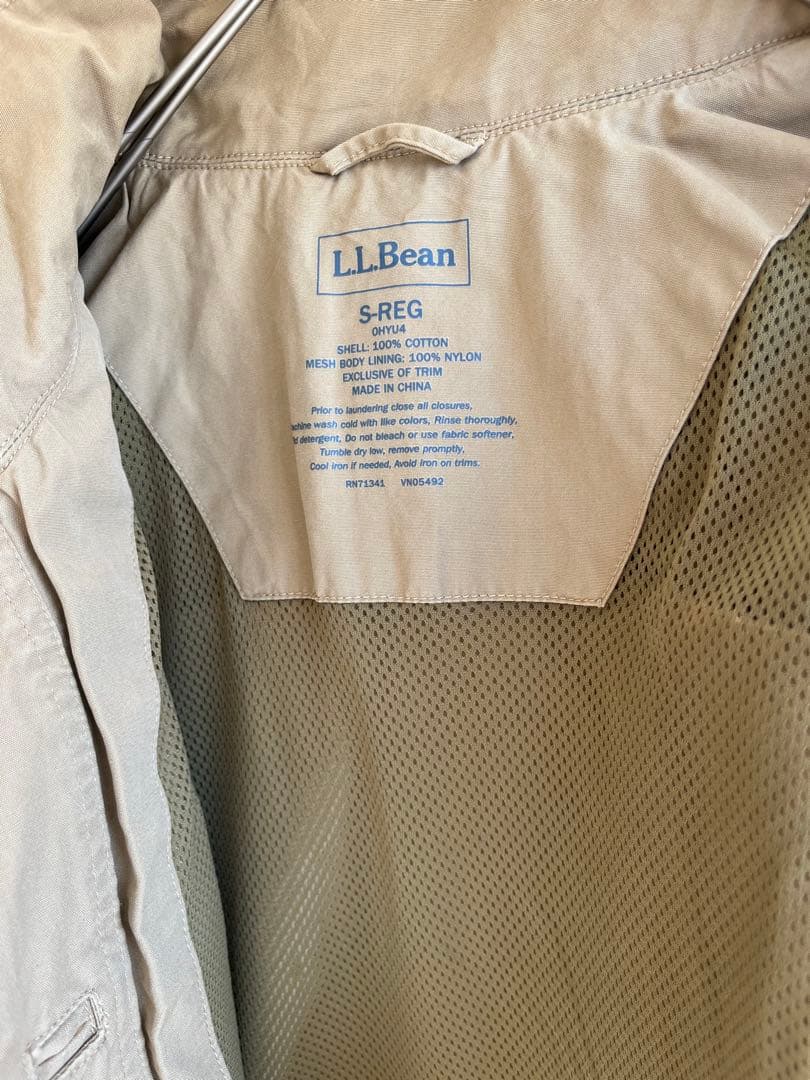 L.L.Bean
S-REG
0HYU4
SHELL: 100% COTTON
MESH BODY LINING: 100% NYLON
EXCLUSIVE OF TRIM
MADE IN CHINA
Prior to laundering close all closures,
wash cold with like colors, Rinse thoroughly,
detergent, Do not bleach or use fabric softener,
Tumble dry low, remove promptly,
Cool iron if needed, Avoid iron on trims.
RN71341 VN05492